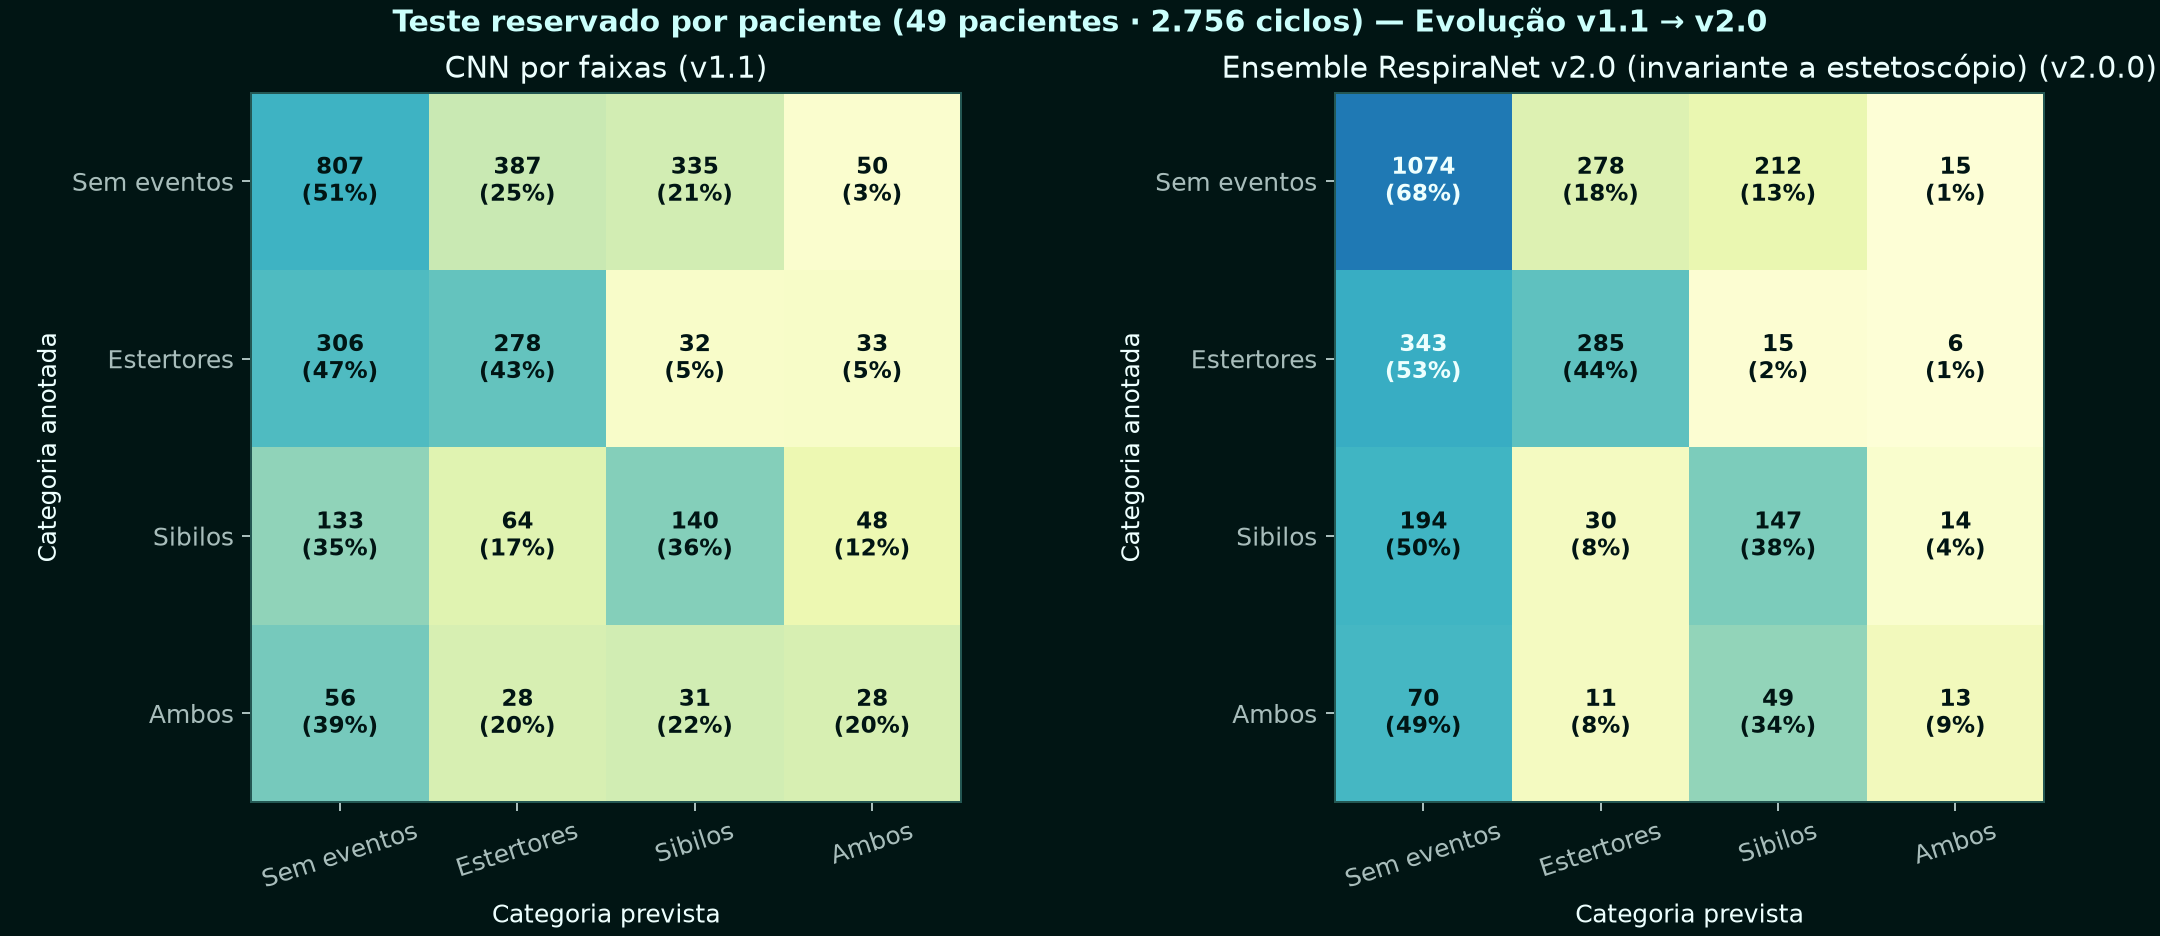 Teste reservado por paciente (49 pacientes · 2.756 ciclos) — Evolução v1.1 → v2.0
CNN por faixas (v1.1)
Categoria anotada
Sem eventos
807 387 335 50
(51%) (25%) (21%) (3%)
Estertores
306 278 32 33
(47%) (43%) (5%) (5%)
Sibilos
133 64 140 48
(35%) (17%) (36%) (12%)
Ambos
56 28 31 28
(39%) (20%) (22%) (20%)
Sem eventos Estertores Sibilos Ambos
Categoria prevista
Ensemble RespiraNet v2.0 (invariante a estetoscópio) (v2.0.0)
Categoria anotada
Sem eventos
1074 278 212 15
(68%) (18%) (13%) (1%)
Estertores
343 285 15 6
(53%) (44%) (2%) (1%)
Sibilos
194 30 147 14
(50%) (8%) (38%) (4%)
Ambos
70 11 49 13
(49%) (8%) (34%) (9%)
Sem eventos Estertores Sibilos Ambos
Categoria prevista